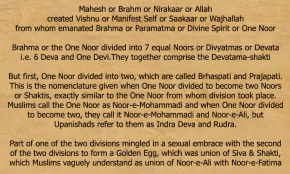 Mahesh or Brahm or Nirakaar or Allah
created Vishnu or Manifest Self or Saakaar or Wajhallah
from whom emanated Brahma or Paramatma or Divine Spirit or One Noor
Brahma or the One Noor divided into 7 equal Noors or Divyatmas or Devata
i.e. 6 Deva and One Devi.They together comprise the Devatama-shakti
But first, One Noor divided into two, which are called Brhaspati and Prajapati.
This is the nomenclature given when One Noor divided to become two Noors
or Shaktis, exactly similar to the One Noor from whom division took place.
Muslims call the One Noor as Noor-e-Mohammadi and when One Noor divided
to become two, they call it Noor-e-Mohammadi and Noor-e-Ali, but
Upanishads refer to them as Indra Deva and Rudra.
Part of one of the two divisions mingled in a sexual embrace with the second
of the two divisions to form a Golden Egg, which was union of Siva & Shakti,
which Muslims vaguely understand as union of Noor-e-Ali with Noor-e-Fatima